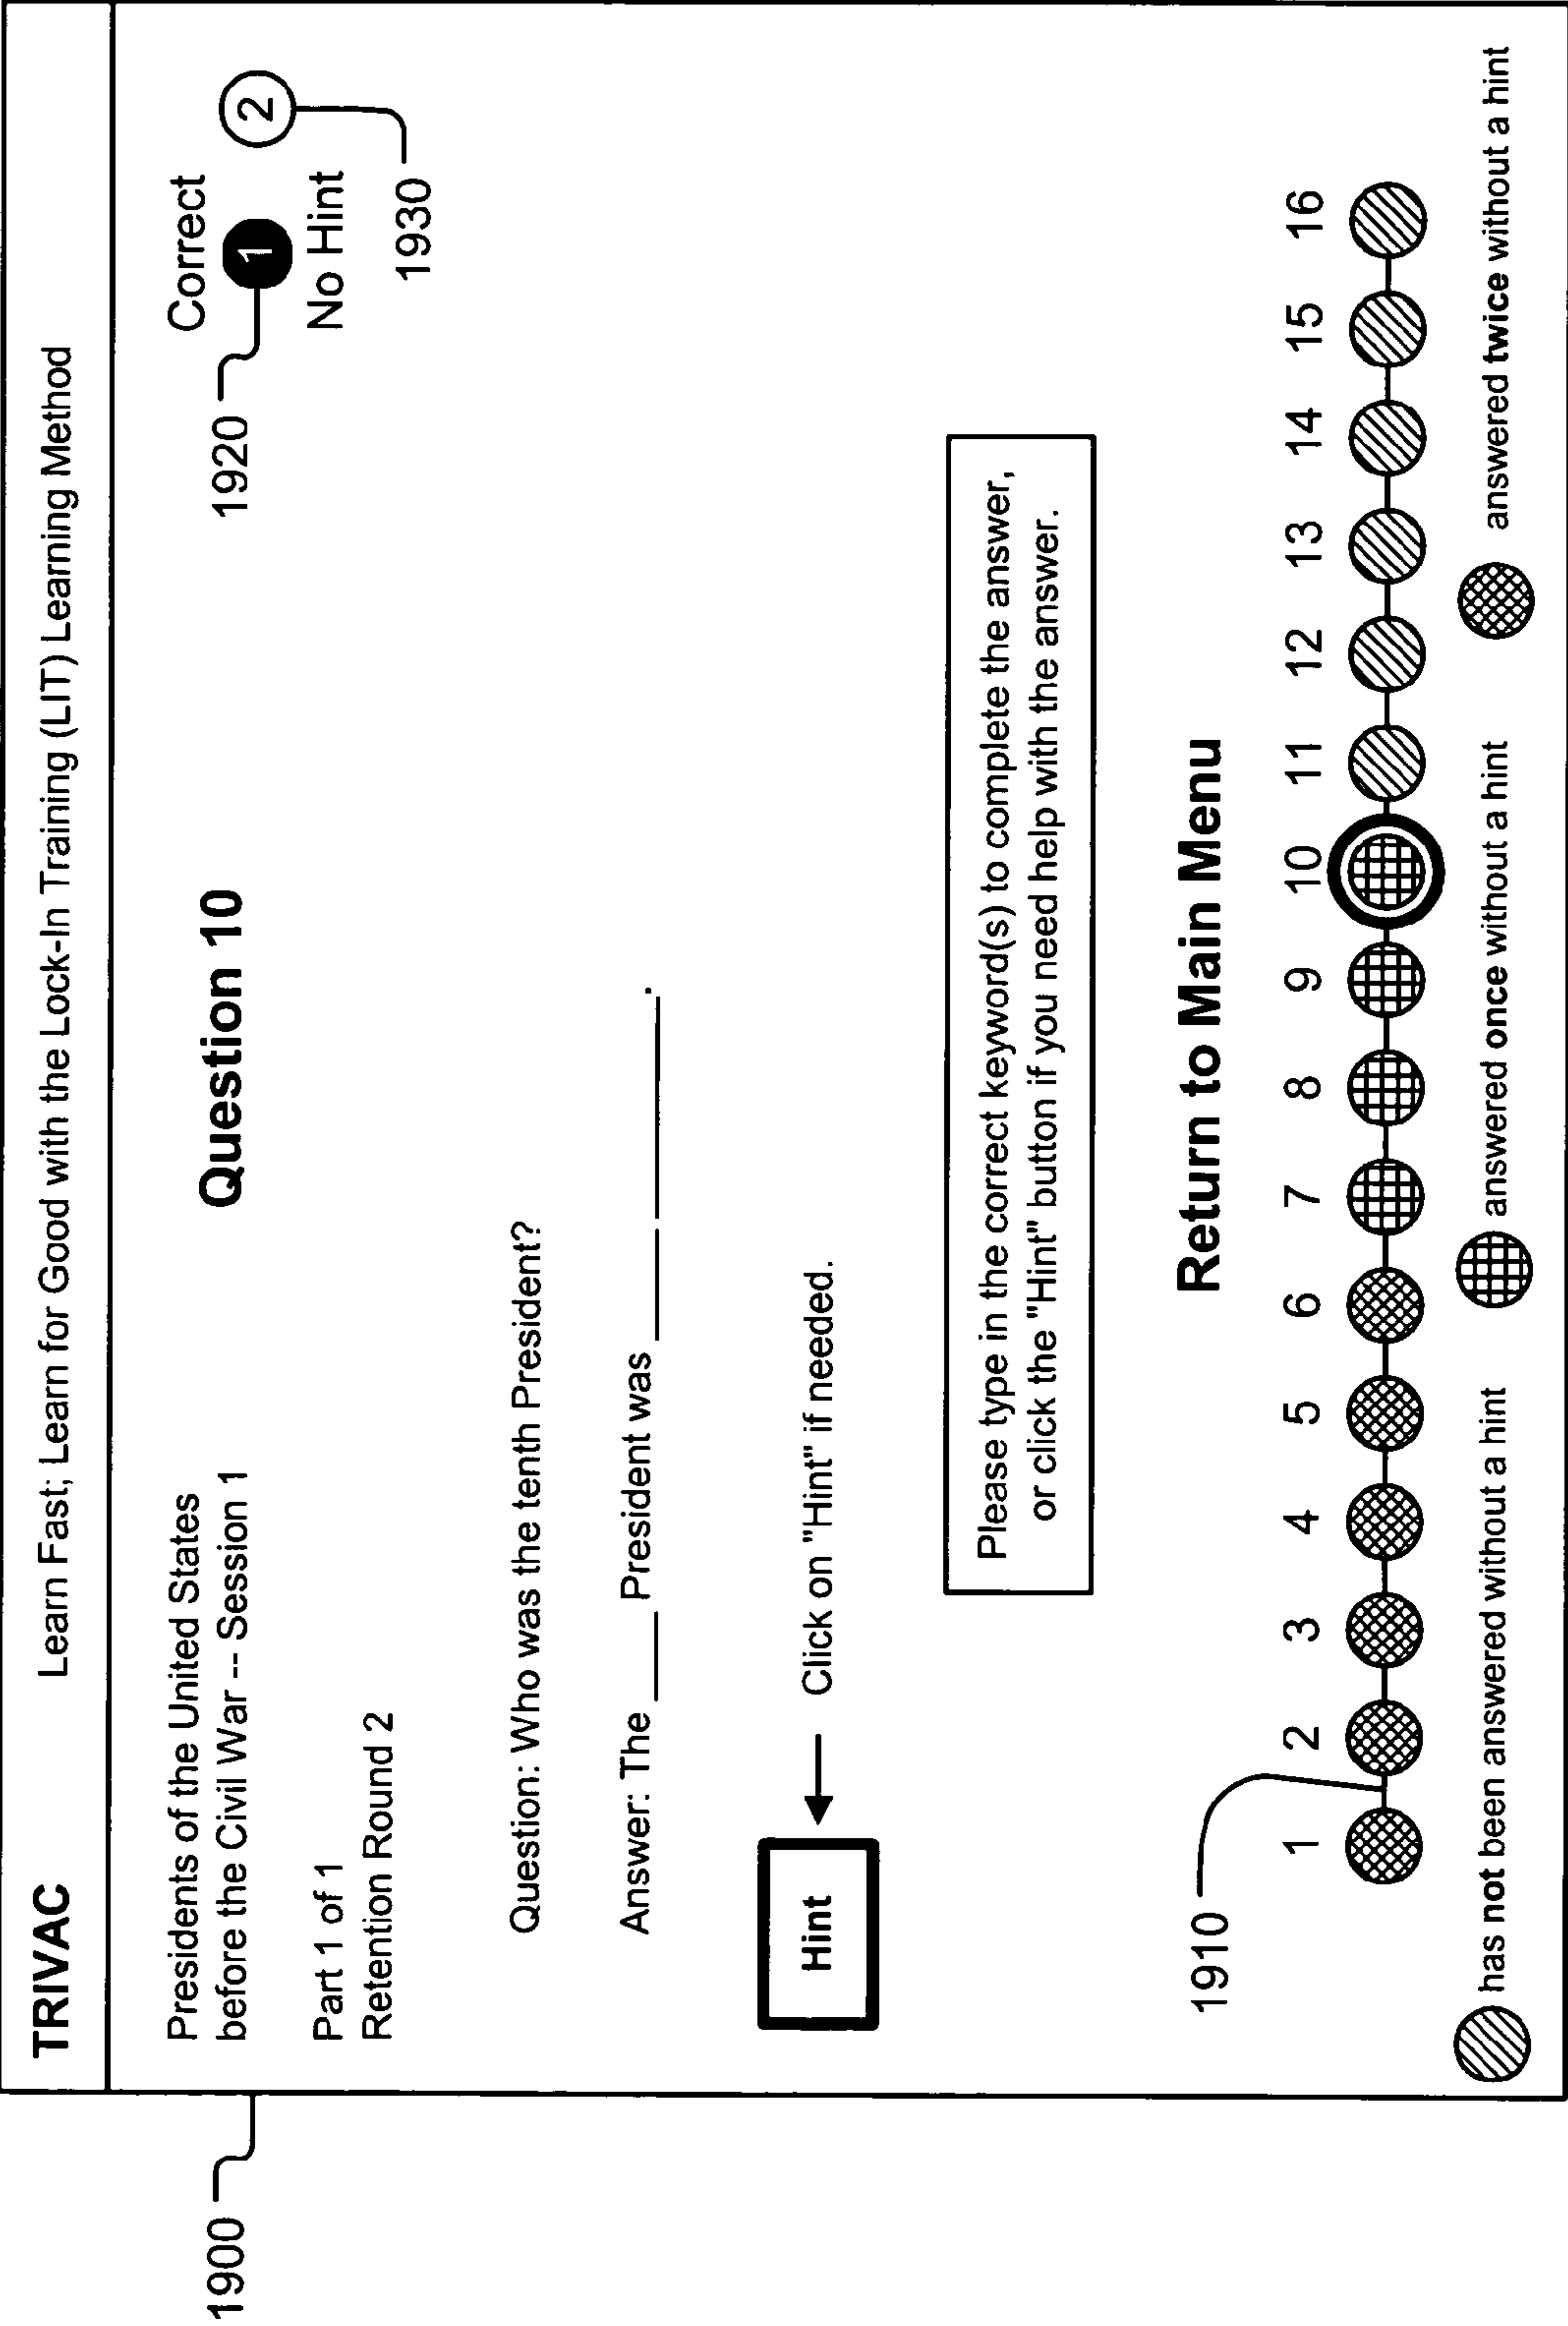 TRIVAC
Learn Fast; Learn for Good with the Lock-In Training (LIT) Learning Method
1900
Presidents of the United States
before the Civil War -- Session 1
Question 10
1920
Correct
1 2
No Hint
1930
Part 1 of 1
Retention Round 2
Question: Who was the tenth President?
Answer: The ____ President was _____ __________.
Hint
Click on "Hint" if needed.
Please type in the correct keyword(s) to complete the answer,
or click the "Hint" button if you need help with the answer.
Return to Main Menu
1910
1 2 3 4 5 6 7 8 9 10 11 12 13 14 15 16
has not been answered without a hint
answered once without a hint
answered twice without a hint